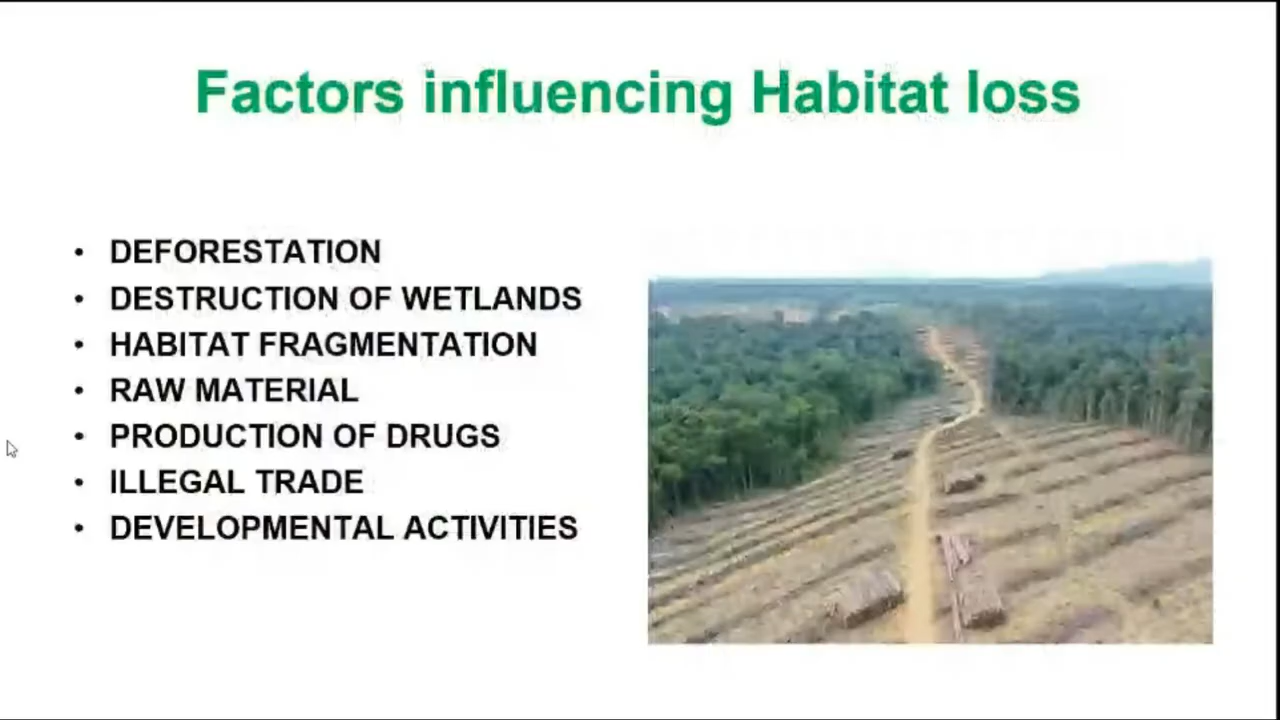 Factors influencing Habitat loss
• DEFORESTATION
• DESTRUCTION OF WETLANDS
• HABITAT FRAGMENTATION
• RAW MATERIAL
• PRODUCTION OF DRUGS
• ILLEGAL TRADE
• DEVELOPMENTAL ACTIVITIES